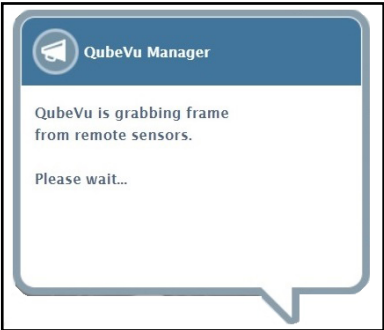 QubeVu Manager
QubeVu is grabbing frame
from remote sensors.
Please wait...